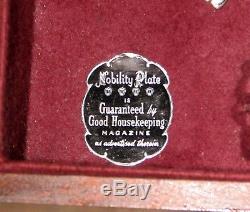 Nobility Plate
IS
Guaranteed by
Good Housekeeping
MAGAZINE
as advertised therein